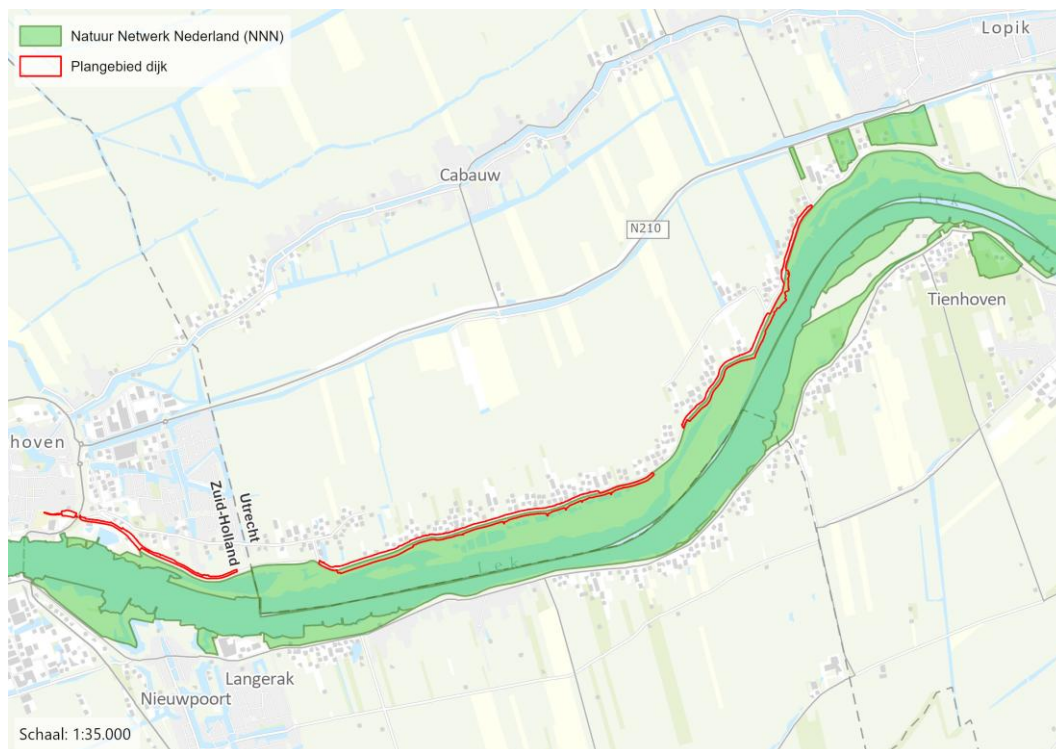 Natuur Netwerk Nederland (NNN)
Plangebied dijk
Lopik
Cabauw
N210
Tienhoven
hoven
Utrecht
Zuid-Holland
Lek
Langerak
Nieuwpoort
Schaal: 1:35.000